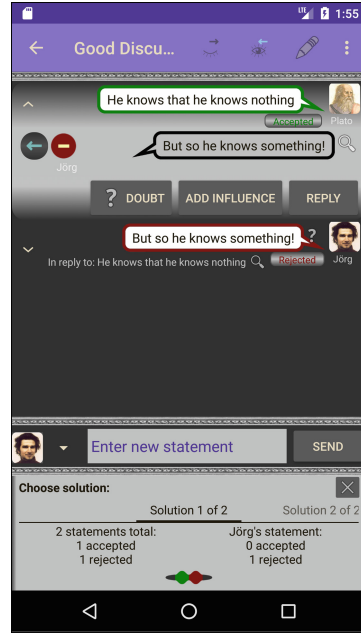 LTE 1:55
Good Discu...
He knows that he knows nothing
Accepted Plato
But so he knows something!
Jörg
? DOUBT ADD INFLUENCE REPLY
But so he knows something! ?
In reply to: He knows that he knows nothing Rejected Jörg
Enter new statement SEND
Choose solution:
Solution 1 of 2 Solution 2 of 2
2 statements total: Jörg's statement:
1 accepted 0 accepted
1 rejected 1 rejected